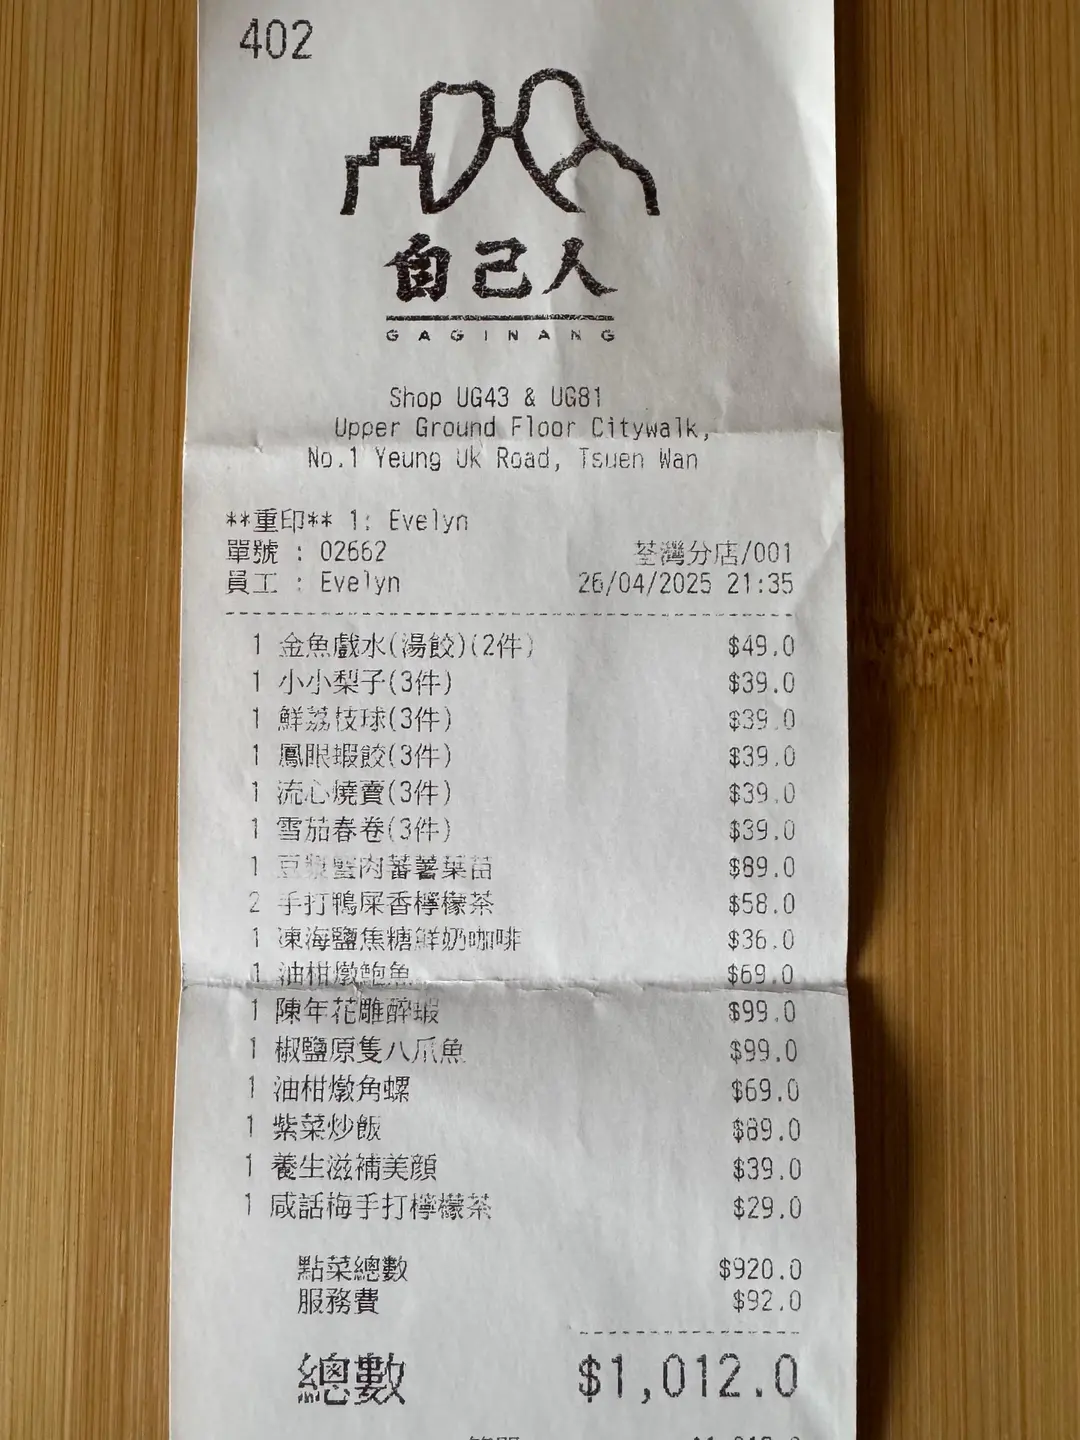 402
自己人
GAGINANG
Shop UG43 & UG81
Upper Ground Floor Citywalk,
No.1 Yeung Uk Road, Tsuen Wan
**重印** 1: Evelyn
單號 : 02662 荃灣分店/001
員工 : Evelyn 26/04/2025 21:35
1 金魚戲水(湯餃)(2件) $49.0
1 小小梨子(3件) $39.0
1 鮮荔枝球(3件) $39.0
1 鳳眼蝦餃(3件) $39.0
1 流心燒賣(3件) $39.0
1 雪茄春卷(3件) $39.0
1 豆漿蟹肉蕃薯葉苗 $89.0
2 手打鴨屎香檸檬茶 $58.0
1 凍海鹽焦糖鮮奶咖啡 $36.0
1 油柑燉鮑魚 $69.0
1 陳年花雕醉蝦 $99.0
1 椒鹽原隻八爪魚 $99.0
1 油柑燉角螺 $69.0
1 紫菜炒飯 $89.0
1 養生滋補美顏 $39.0
1 咸話梅手打檸檬茶 $29.0
點菜總數 $920.0
服務費 $92.0
總數 $1,012.0